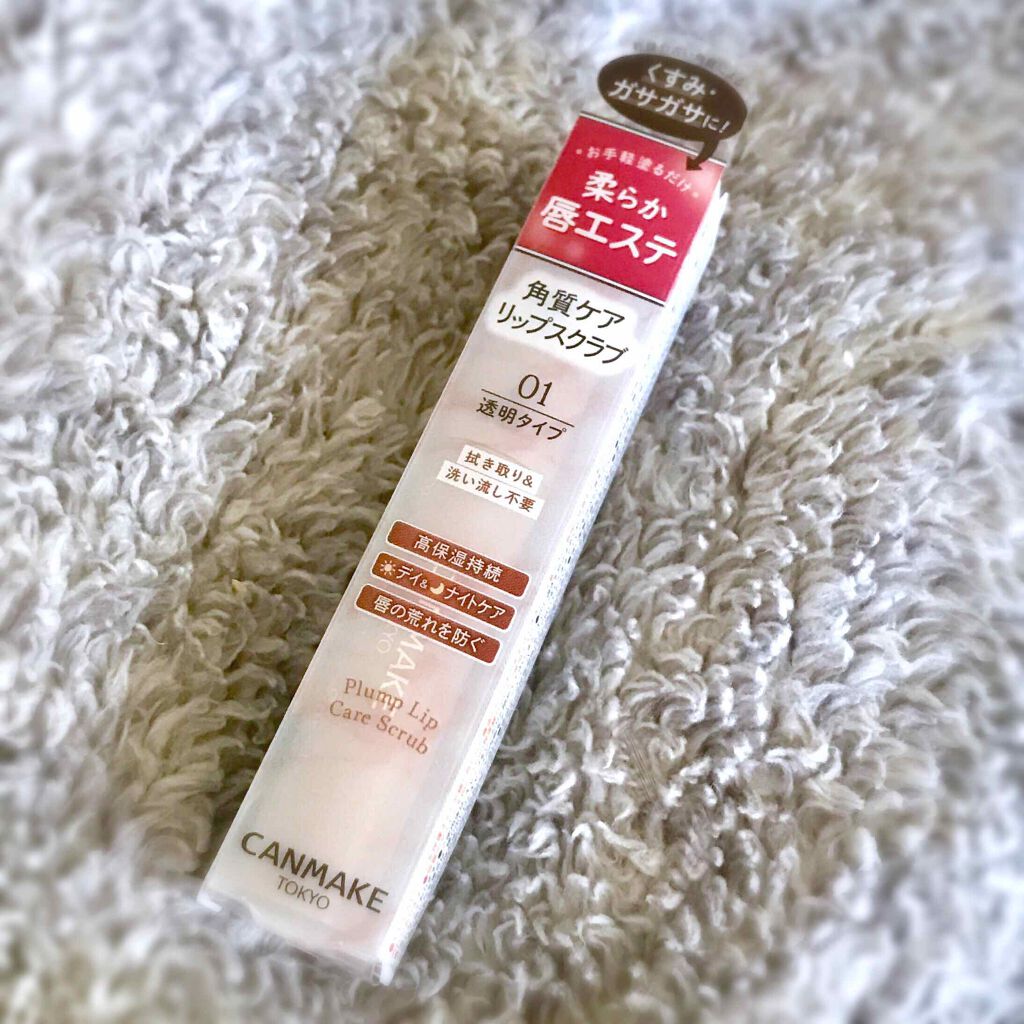 くすみ・
ガサガサに!
・お手軽塗るだけ・
柔らか
唇エステ
角質ケア
リップスクラブ
01
透明タイプ
拭き取り&
洗い流し不要
高保湿持続
デイ&ナイトケア
唇の荒れを防ぐ
Plump Lip
Care Scrub
CANMAKE
TOKYO